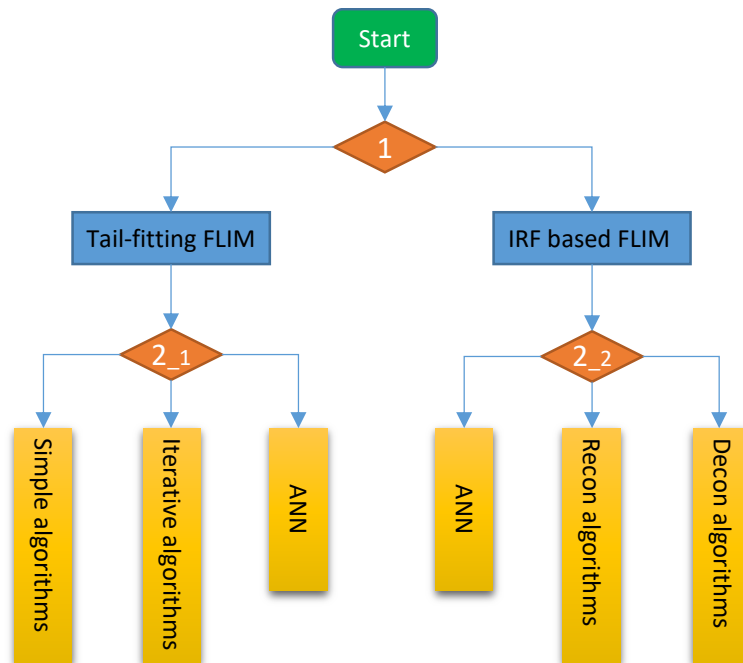 Start
1
Tail-fitting FLIM
IRF based FLIM
2_1
2_2
Simple algorithms
Iterative algorithms
ANN
ANN
Recon algorithms
Decon algorithms